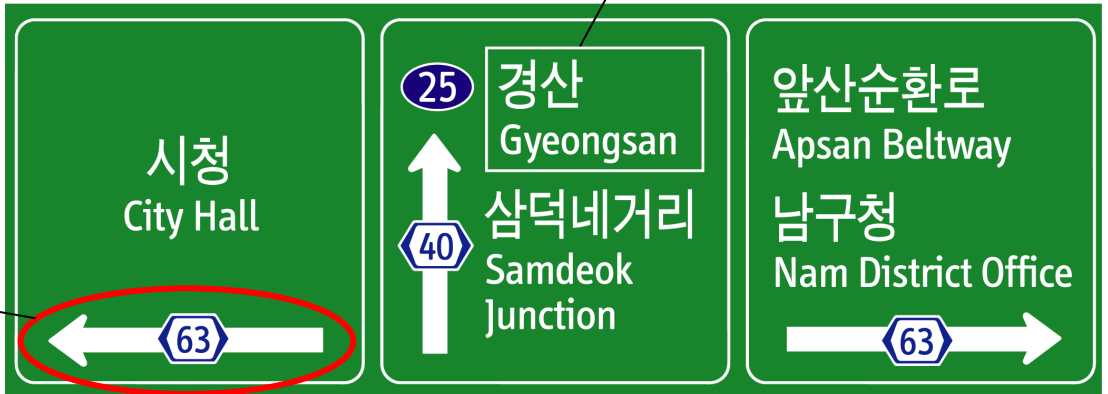 시청
City Hall
63
25
경산
Gyeongsan
40
삼덕네거리
Samdeok
Junction
앞산순환로
Apsan Beltway
남구청
Nam District Office
63